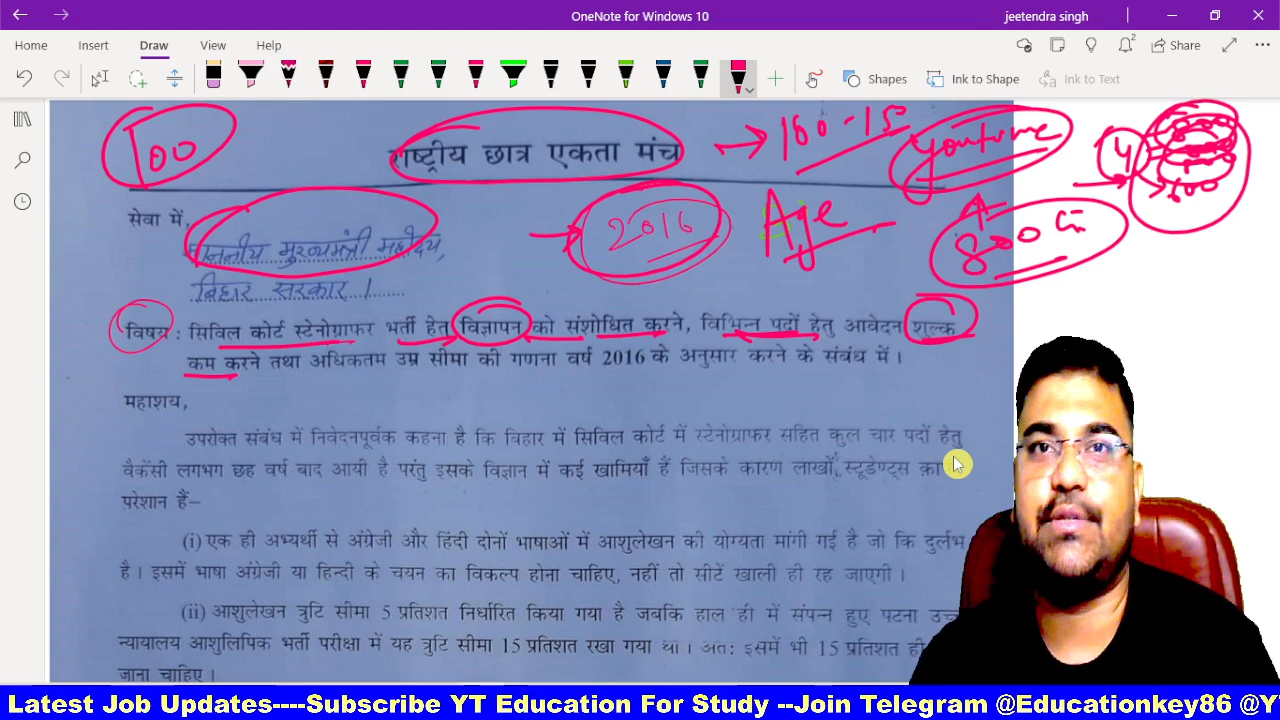 OneNote for Windows 10
jeetendra singh
Home Insert Draw View Help
Share
Shapes Ink to Shape Ink to Text
100
राष्ट्रीय छात्र एकता मंच
100-150
youtube
4
100
सेवा में,
माननीय मुख्यमंत्री महोदय,
बिहार सरकार।
2016
Age
800
विषय : सिविल कोर्ट स्टेनोग्राफर भर्ती हेतु विज्ञापन को संशोधित करने, विभिन्न पदों हेतु आवेदन शुल्क
कम करने तथा अधिकतम उम्र सीमा की गणना वर्ष 2016 के अनुसार करने के संबंध में।
महाशय,
उपरोक्त संबंध में निवेदनपूर्वक कहना है कि बिहार में सिविल कोर्ट में स्टेनोग्राफर सहित कुल चार पदों हेतु
वैकेंसी लगभग छह वर्ष बाद आयी है परंतु इसके विज्ञान में कई खामियाँ हैं जिसके कारण लाखों स्टूडेण्ट्स
परेशान हैं–
(i) एक ही अभ्यर्थी से अंग्रेजी और हिंदी दोनों भाषाओं में आशुलेखन की योग्यता मांगी गई है जो कि दुर्लभ
है। इसमें भाषा अंग्रेजी या हिन्दी के चयन का विकल्प होना चाहिए, नहीं तो सीटें खाली ही रह जाएगी।
(ii) आशुलेखन त्रुटि सीमा 5 प्रतिशत निर्धारित किया गया है जबकि हाल ही में संपन्न हुए पटना उच्च
न्यायालय आशुलिपिक भर्ती परीक्षा में यह त्रुटि सीमा 15 प्रतिशत रखा गया था। अतः इसमें भी 15 प्रतिशत ही
जाना चाहिए।
Latest Job Updates----Subscribe YT Education For Study --Join Telegram @Educationkey86 @Y